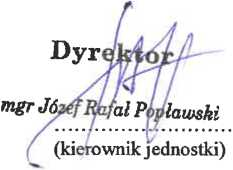 Dyrektor
mgr Józef Rafał Popławski
(kierownik jednostki)